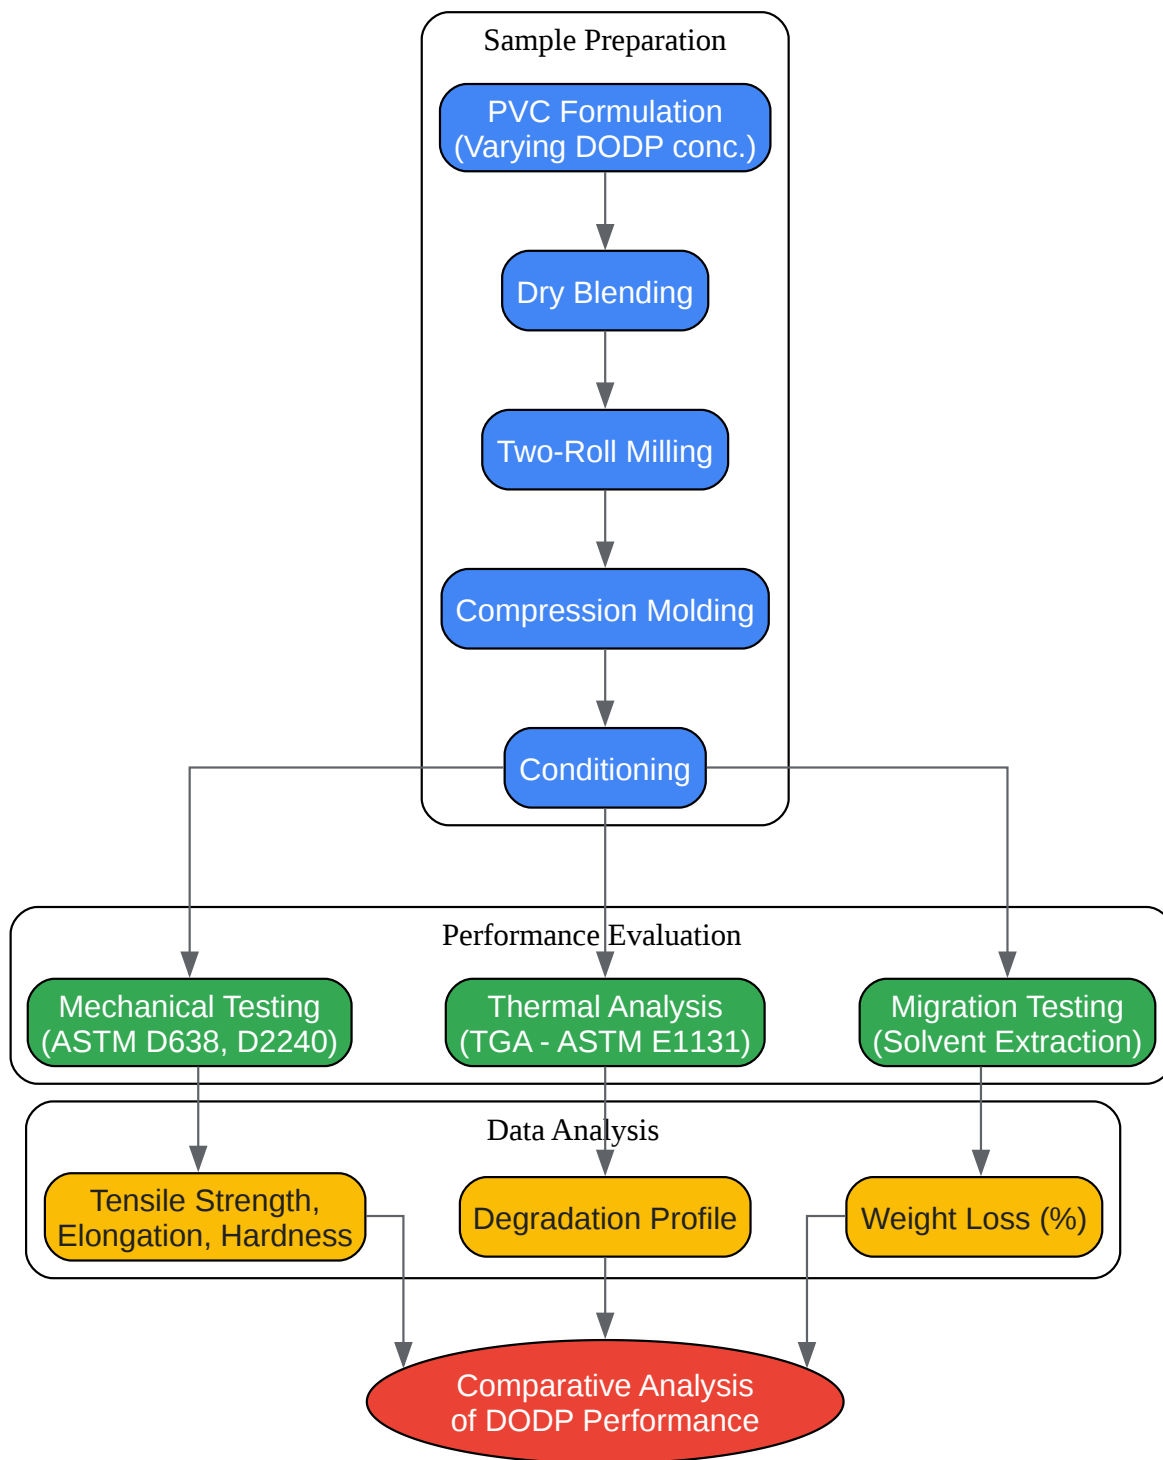 Sample Preparation
PVC Formulation
(Varying DODP conc.)
Dry Blending
Two-Roll Milling
Compression Molding
Conditioning
Performance Evaluation
Mechanical Testing
(ASTM D638, D2240)
Thermal Analysis
(TGA - ASTM E1131)
Migration Testing
(Solvent Extraction)
Data Analysis
Tensile Strength,
Elongation, Hardness
Degradation Profile
Weight Loss (%)
Comparative Analysis
of DODP Performance